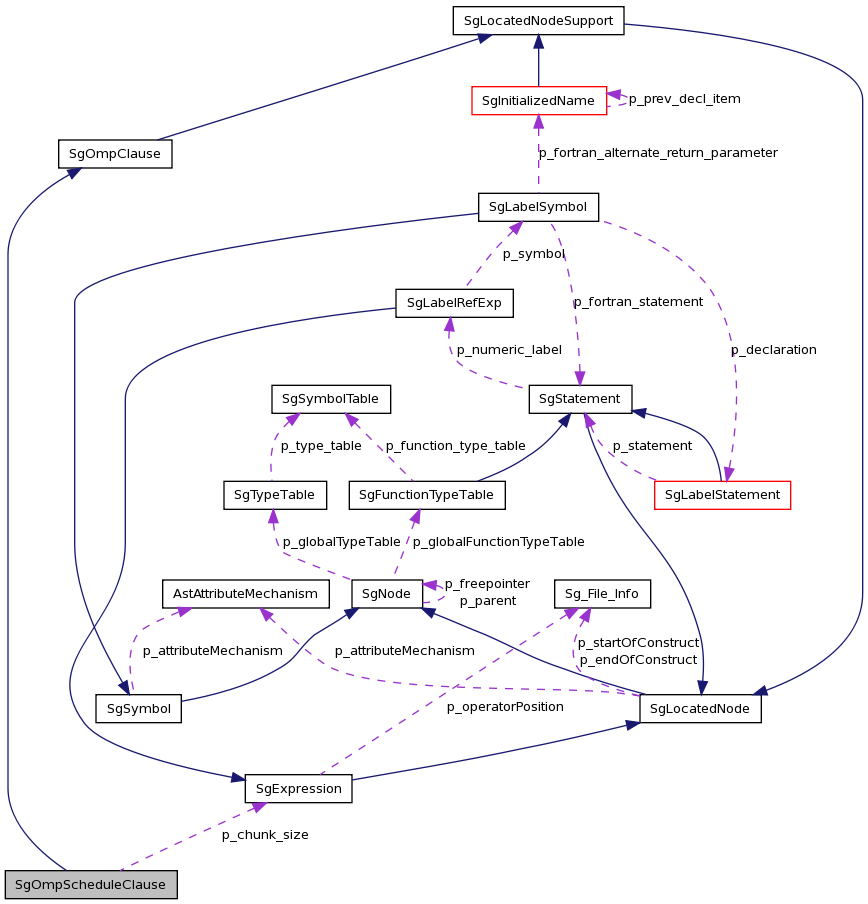 SgLocatedNodeSupport
SgInitializedName
p_prev_decl_item
SgOmpClause
p_fortran_alternate_return_parameter
SgLabelSymbol
p_symbol
SgLabelRefExp
p_fortran_statement
p_numeric_label
p_declaration
SgSymbolTable
SgStatement
p_type_table
p_function_type_table
p_statement
SgTypeTable
SgFunctionTypeTable
SgLabelStatement
p_globalTypeTable
p_globalFunctionTypeTable
AstAttributeMechanism
SgNode
p_freepointer
p_parent
Sg_File_Info
p_attributeMechanism
p_attributeMechanism
p_startOfConstruct
p_endOfConstruct
SgSymbol
p_operatorPosition
SgLocatedNode
SgExpression
p_chunk_size
SgOmpScheduleClause